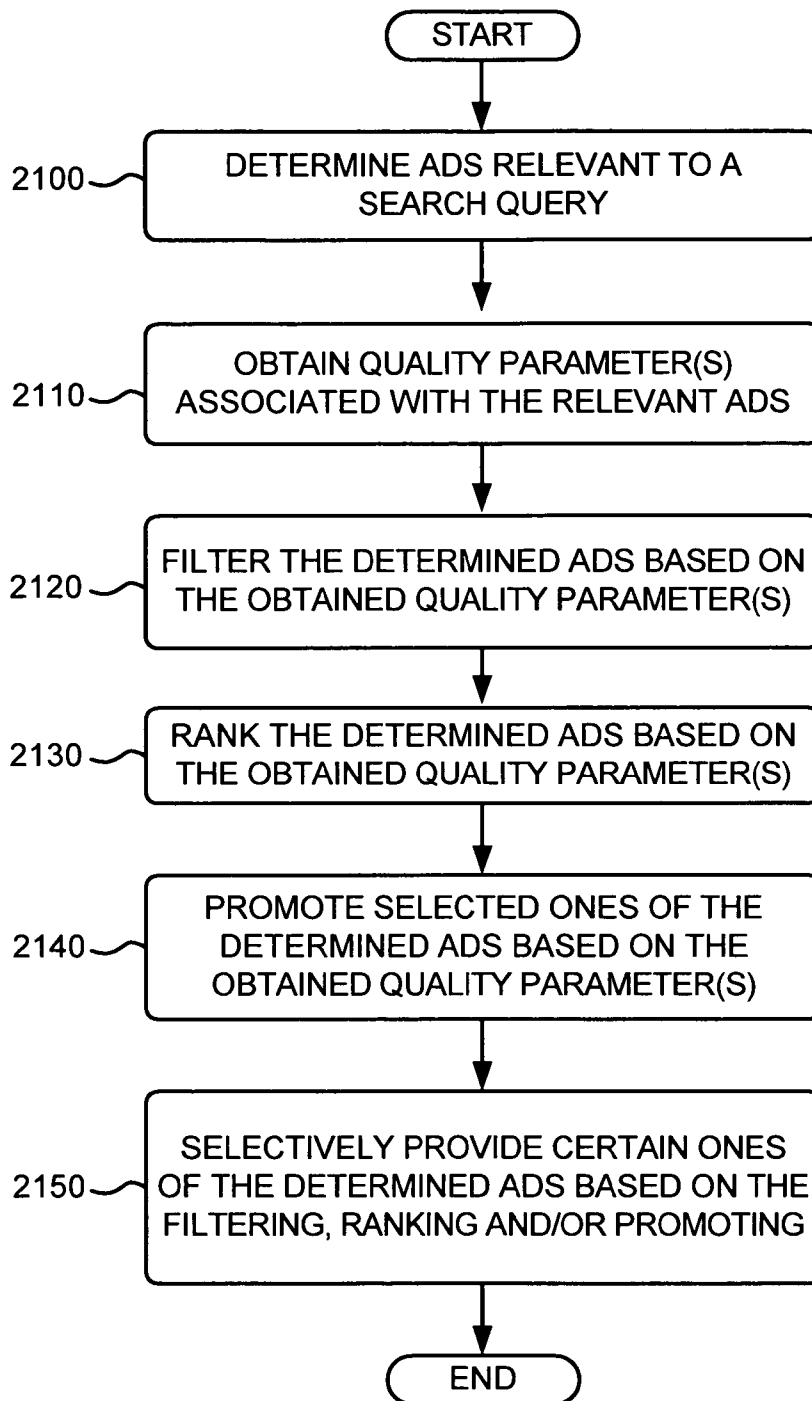 START
2100
DETERMINE ADS RELEVANT TO A
SEARCH QUERY
2110
OBTAIN QUALITY PARAMETER(S)
ASSOCIATED WITH THE RELEVANT ADS
2120
FILTER THE DETERMINED ADS BASED ON
THE OBTAINED QUALITY PARAMETER(S)
2130
RANK THE DETERMINED ADS BASED ON
THE OBTAINED QUALITY PARAMETER(S)
2140
PROMOTE SELECTED ONES OF THE
DETERMINED ADS BASED ON THE
OBTAINED QUALITY PARAMETER(S)
2150
SELECTIVELY PROVIDE CERTAIN ONES
OF THE DETERMINED ADS BASED ON THE
FILTERING, RANKING AND/OR PROMOTING
END